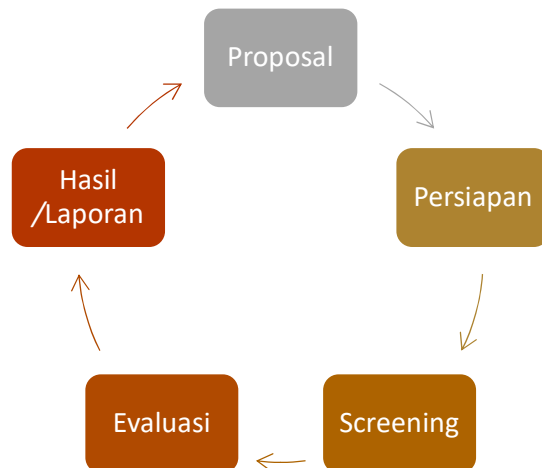 Proposal
Persiapan
Screening
Evaluasi
Hasil
/Laporan